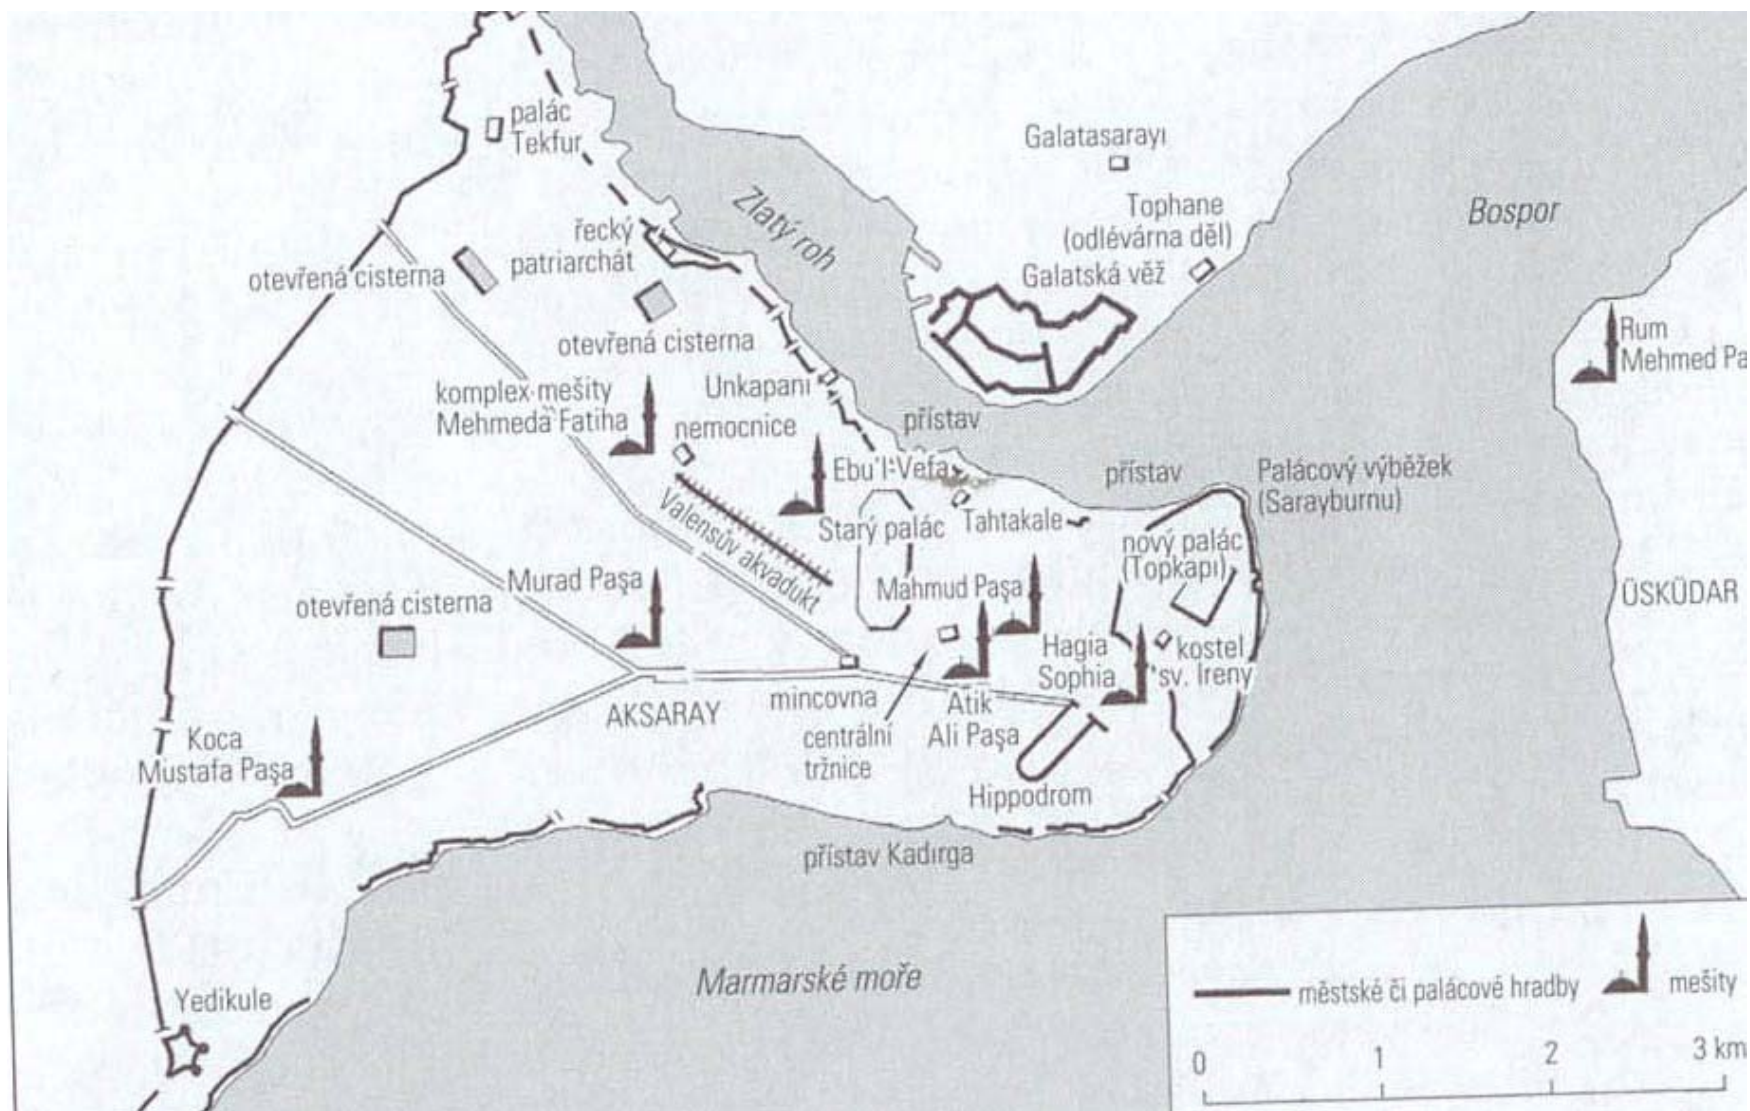 palác
Tekfur
Galatasarayı
Tophane
(odlévárna děl)
Galatská věž
Bospor
Zlatý roh
řecký
patriarchát
otevřená cisterna
otevřená cisterna
Rum
Mehmed Pa
komplex mešity
Mehmeda Fatiha
Unkapanı
nemocnice
přístav
přístav
Palácový výběžek
(Sarayburnu)
Ebu'l-Vefa
Starý palác
Tahtakale
Valensův akvadukt
nový palác
(Topkapı)
Murad Paşa
Mahmud Paşa
otevřená cisterna
ÜSKÜDAR
Hagia
Sophia
kostel
sv. Ireny
AKSARAY
mincovna
Atik
Ali Paşa
centrální
tržnice
Koca
Mustafa Paşa
Hippodrom
přístav Kadırga
Marmarské moře
Yedikule
městské či palácové hradby
mešity
0 1 2 3 km